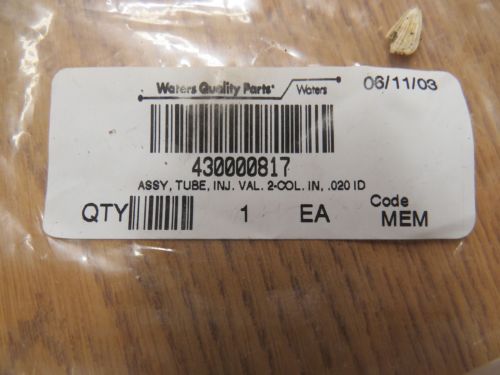 Waters Quality Parts® Waters 06/11/03
430000817
ASSY, TUBE, INJ. VAL. 2-COL. IN, .020 ID
QTY 1 EA Code
MEM